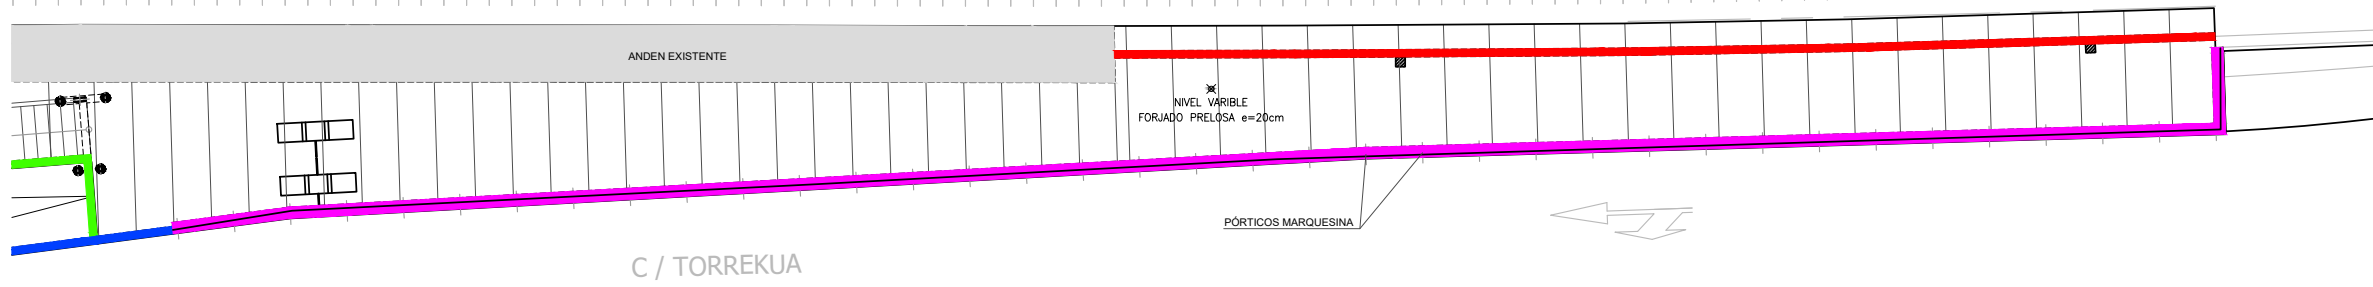 ANDEN EXISTENTE
NIVEL VARIBLE
FORJADO PRELOSA e=20cm
PÓRTICOS MARQUESINA
C / TORREKUA